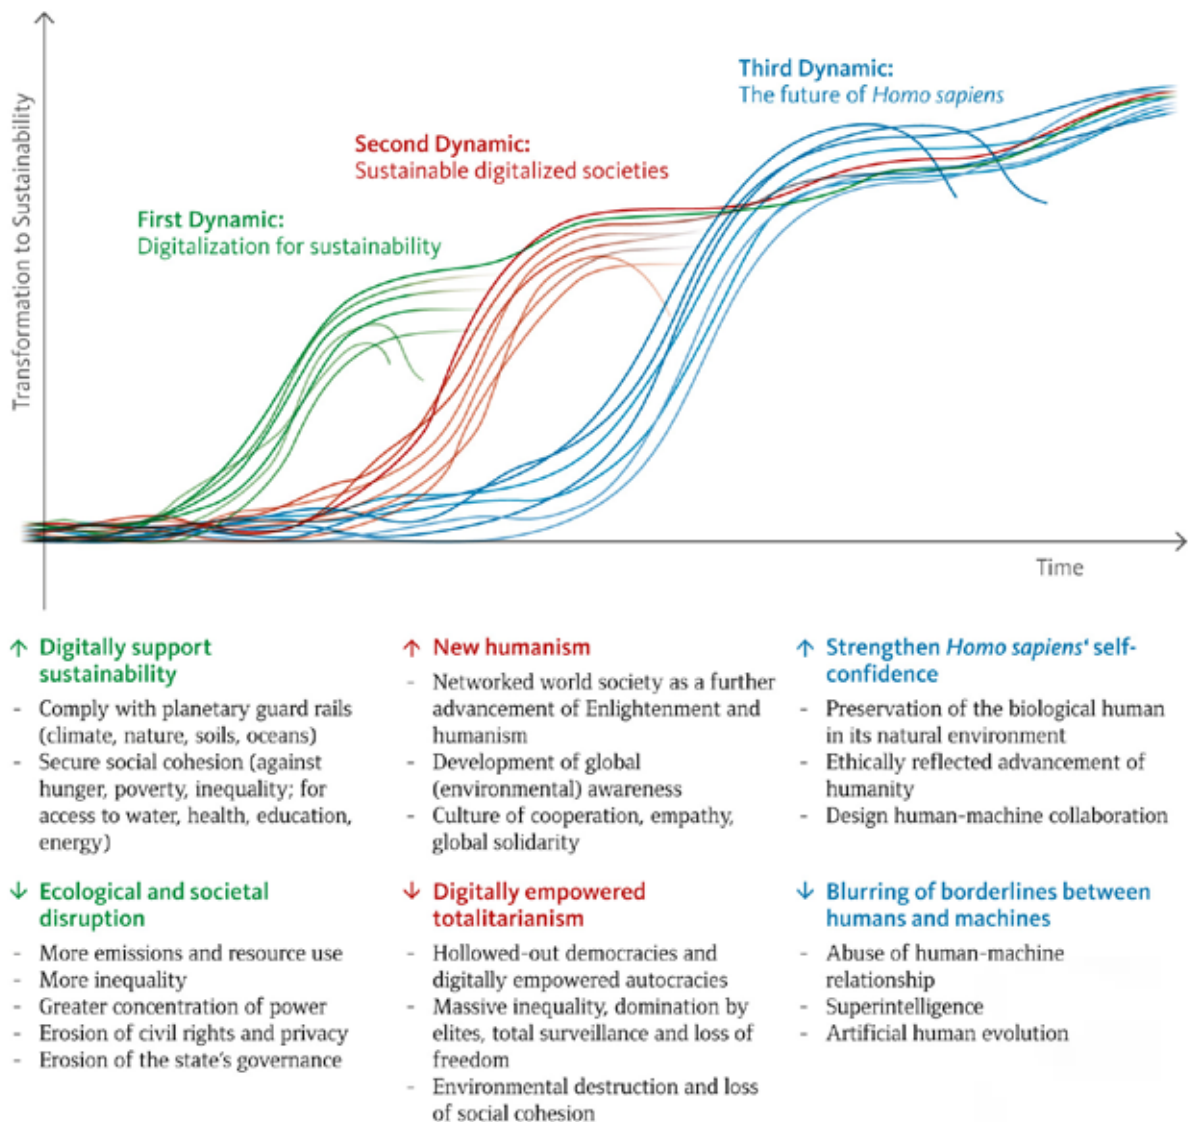 Transformation to Sustainability
Third Dynamic:
The future of Homo sapiens
Second Dynamic:
Sustainable digitalized societies
First Dynamic:
Digitalization for sustainability
Time
↑ Digitally support
sustainability
- Comply with planetary guard rails
(climate, nature, soils, oceans)
- Secure social cohesion (against
hunger, poverty, inequality; for
access to water, health, education,
energy)
↑ New humanism
- Networked world society as a further
advancement of Enlightenment and
humanism
- Development of global
(environmental) awareness
- Culture of cooperation, empathy,
global solidarity
↑ Strengthen Homo sapiens‘ self-
confidence
- Preservation of the biological human
in its natural environment
- Ethically reflected advancement of
humanity
- Design human-machine collaboration
↓ Ecological and societal
disruption
- More emissions and resource use
- More inequality
- Greater concentration of power
- Erosion of civil rights and privacy
- Erosion of the state's governance
↓ Digitally empowered
totalitarianism
- Hollowed-out democracies and
digitally empowered autocracies
- Massive inequality, domination by
elites, total surveillance and loss of
freedom
- Environmental destruction and loss
of social cohesion
↓ Blurring of borderlines between
humans and machines
- Abuse of human-machine
relationship
- Superintelligence
- Artificial human evolution